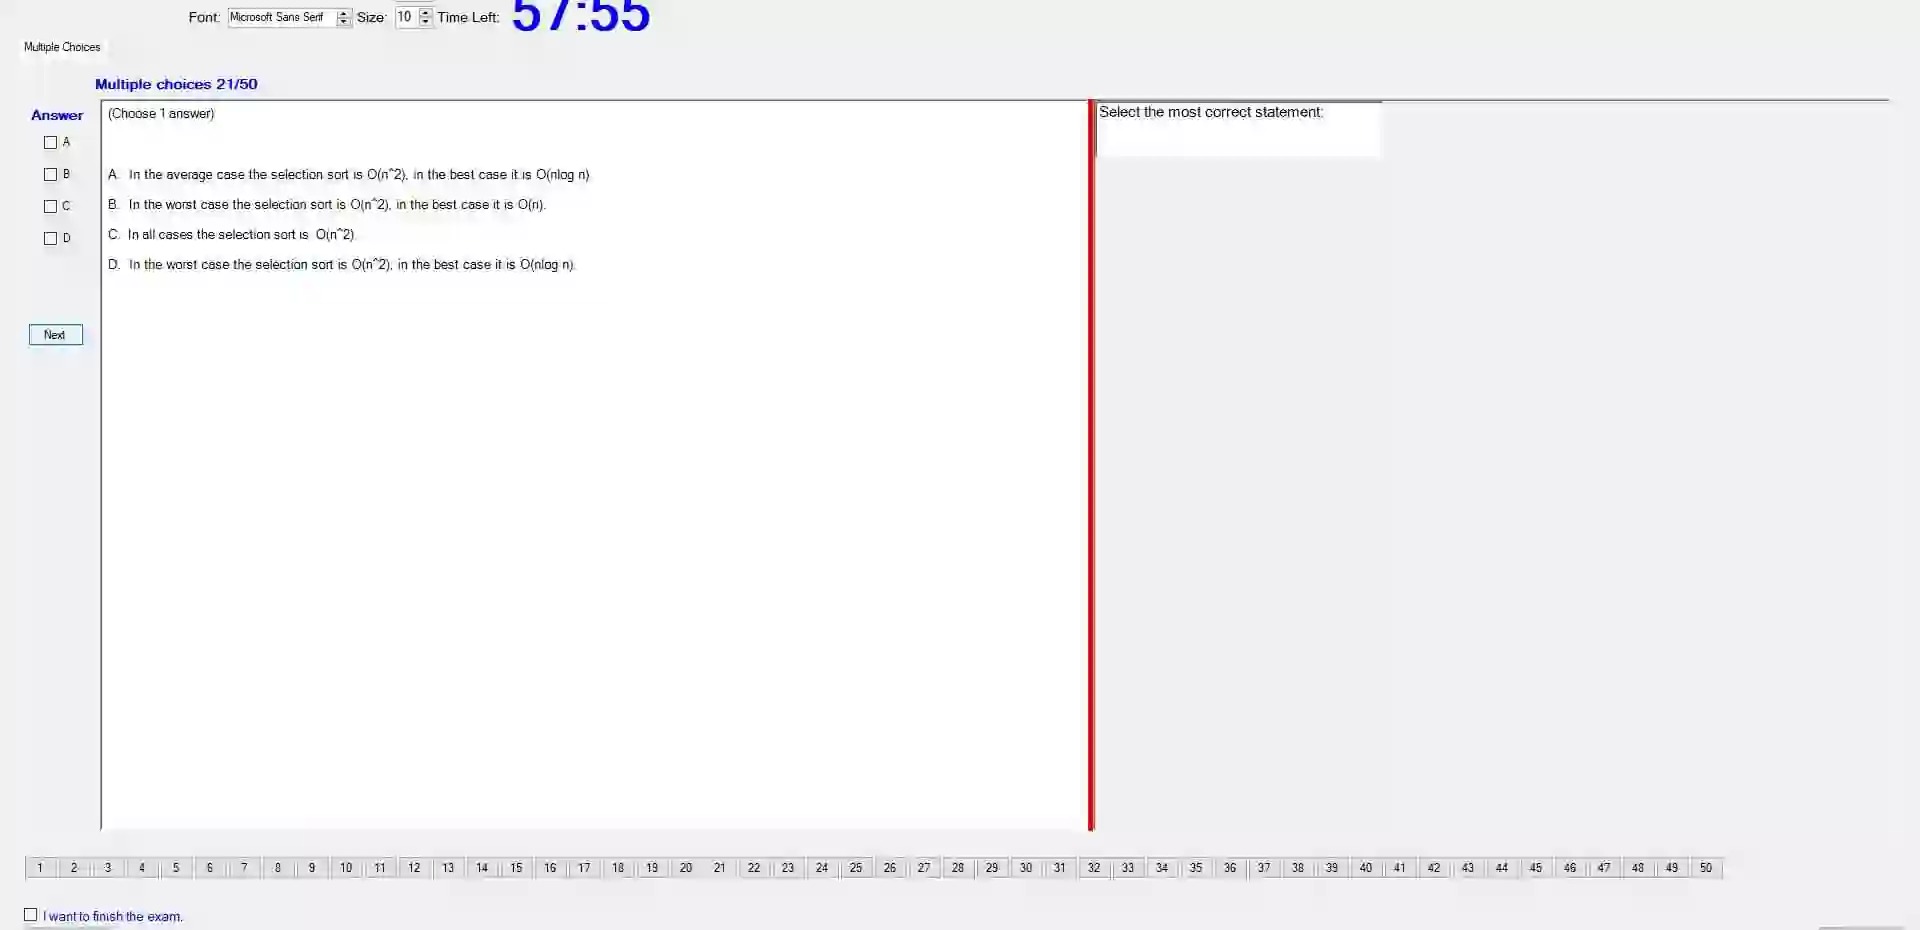 Font: Microsoft Sans Serif Size: 10 Time Left: 57:55
Multiple Choices
Multiple choices 21/50
Answer
(Choose 1 answer)
Select the most correct statement:
A
B
C
D
A. In the average case the selection sort is O(n^2), in the best case it is O(nlog n)
B. In the worst case the selection sort is O(n^2), in the best case it is O(n).
C. In all cases the selection sort is O(n^2).
D. In the worst case the selection sort is O(n^2), in the best case it is O(nlog n).
Next
1 2 3 4 5 6 7 8 9 10 11 12 13 14 15 16 17 18 19 20 21 22 23 24 25 26 27 28 29 30 31 32 33 34 35 36 37 38 39 40 41 42 43 44 45 46 47 48 49 50
I want to finish the exam.